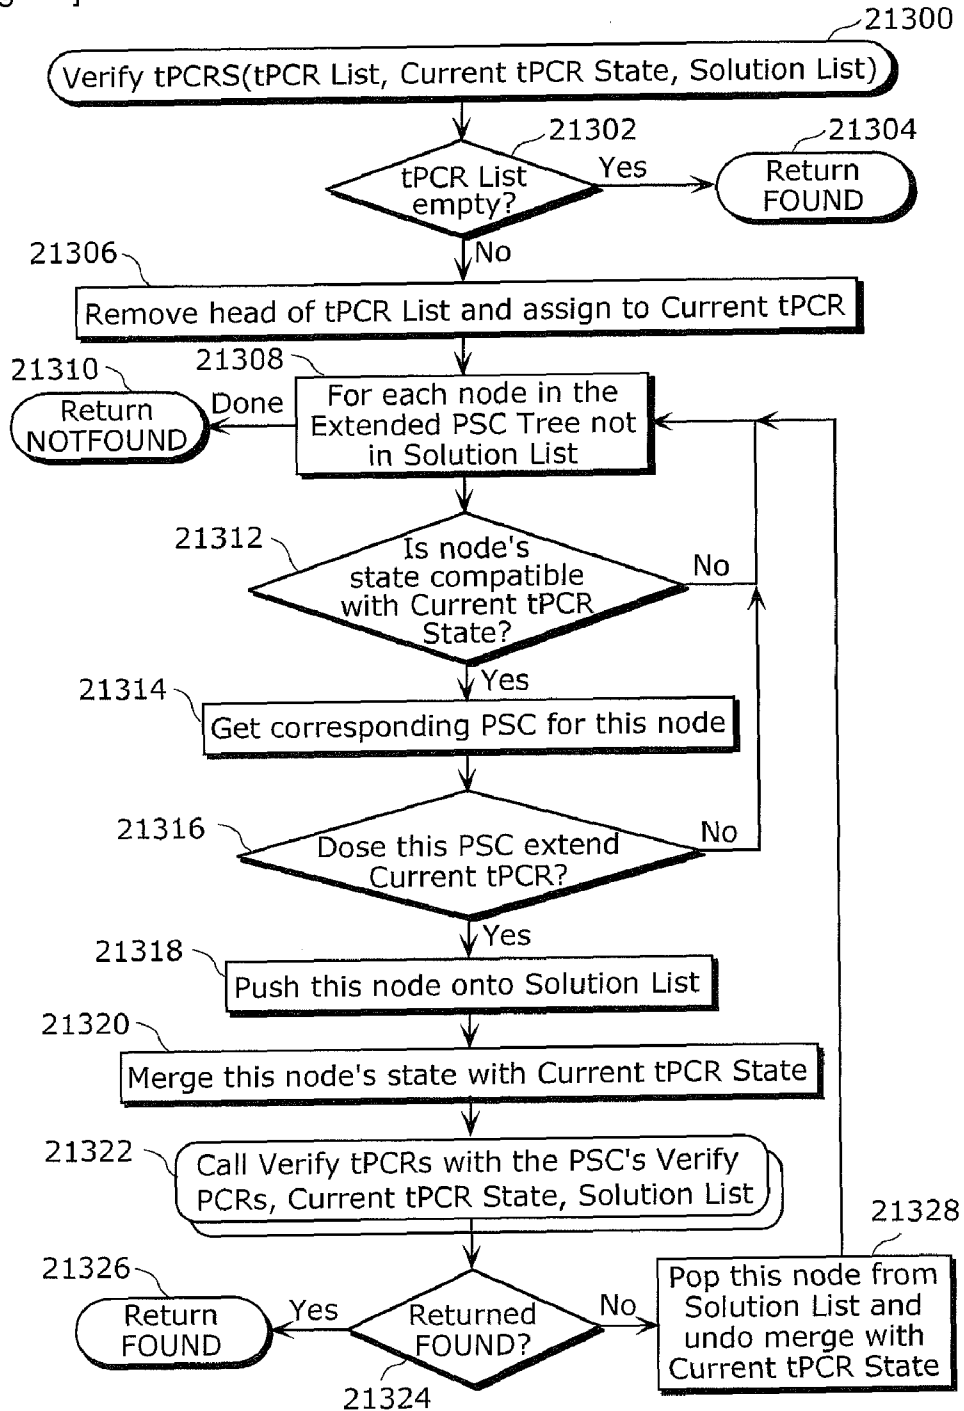 21300
Verify tPCRS(tPCR List, Current tPCR State, Solution List)
21302
tPCR List
empty?
Yes
21304
Return
FOUND
No
21306
Remove head of tPCR List and assign to Current tPCR
21308
For each node in the
Extended PSC Tree not
in Solution List
21310
Return
NOTFOUND
Done
21312
Is node's
state compatible
with Current tPCR
State?
No
Yes
21314
Get corresponding PSC for this node
21316
Dose this PSC extend
Current tPCR?
No
Yes
21318
Push this node onto Solution List
21320
Merge this node's state with Current tPCR State
21322
Call Verify tPCRs with the PSC's Verify
PCRs, Current tPCR State, Solution List
21324
Returned
FOUND?
21326
Return
FOUND
Yes
No
21328
Pop this node from
Solution List and
undo merge with
Current tPCR State